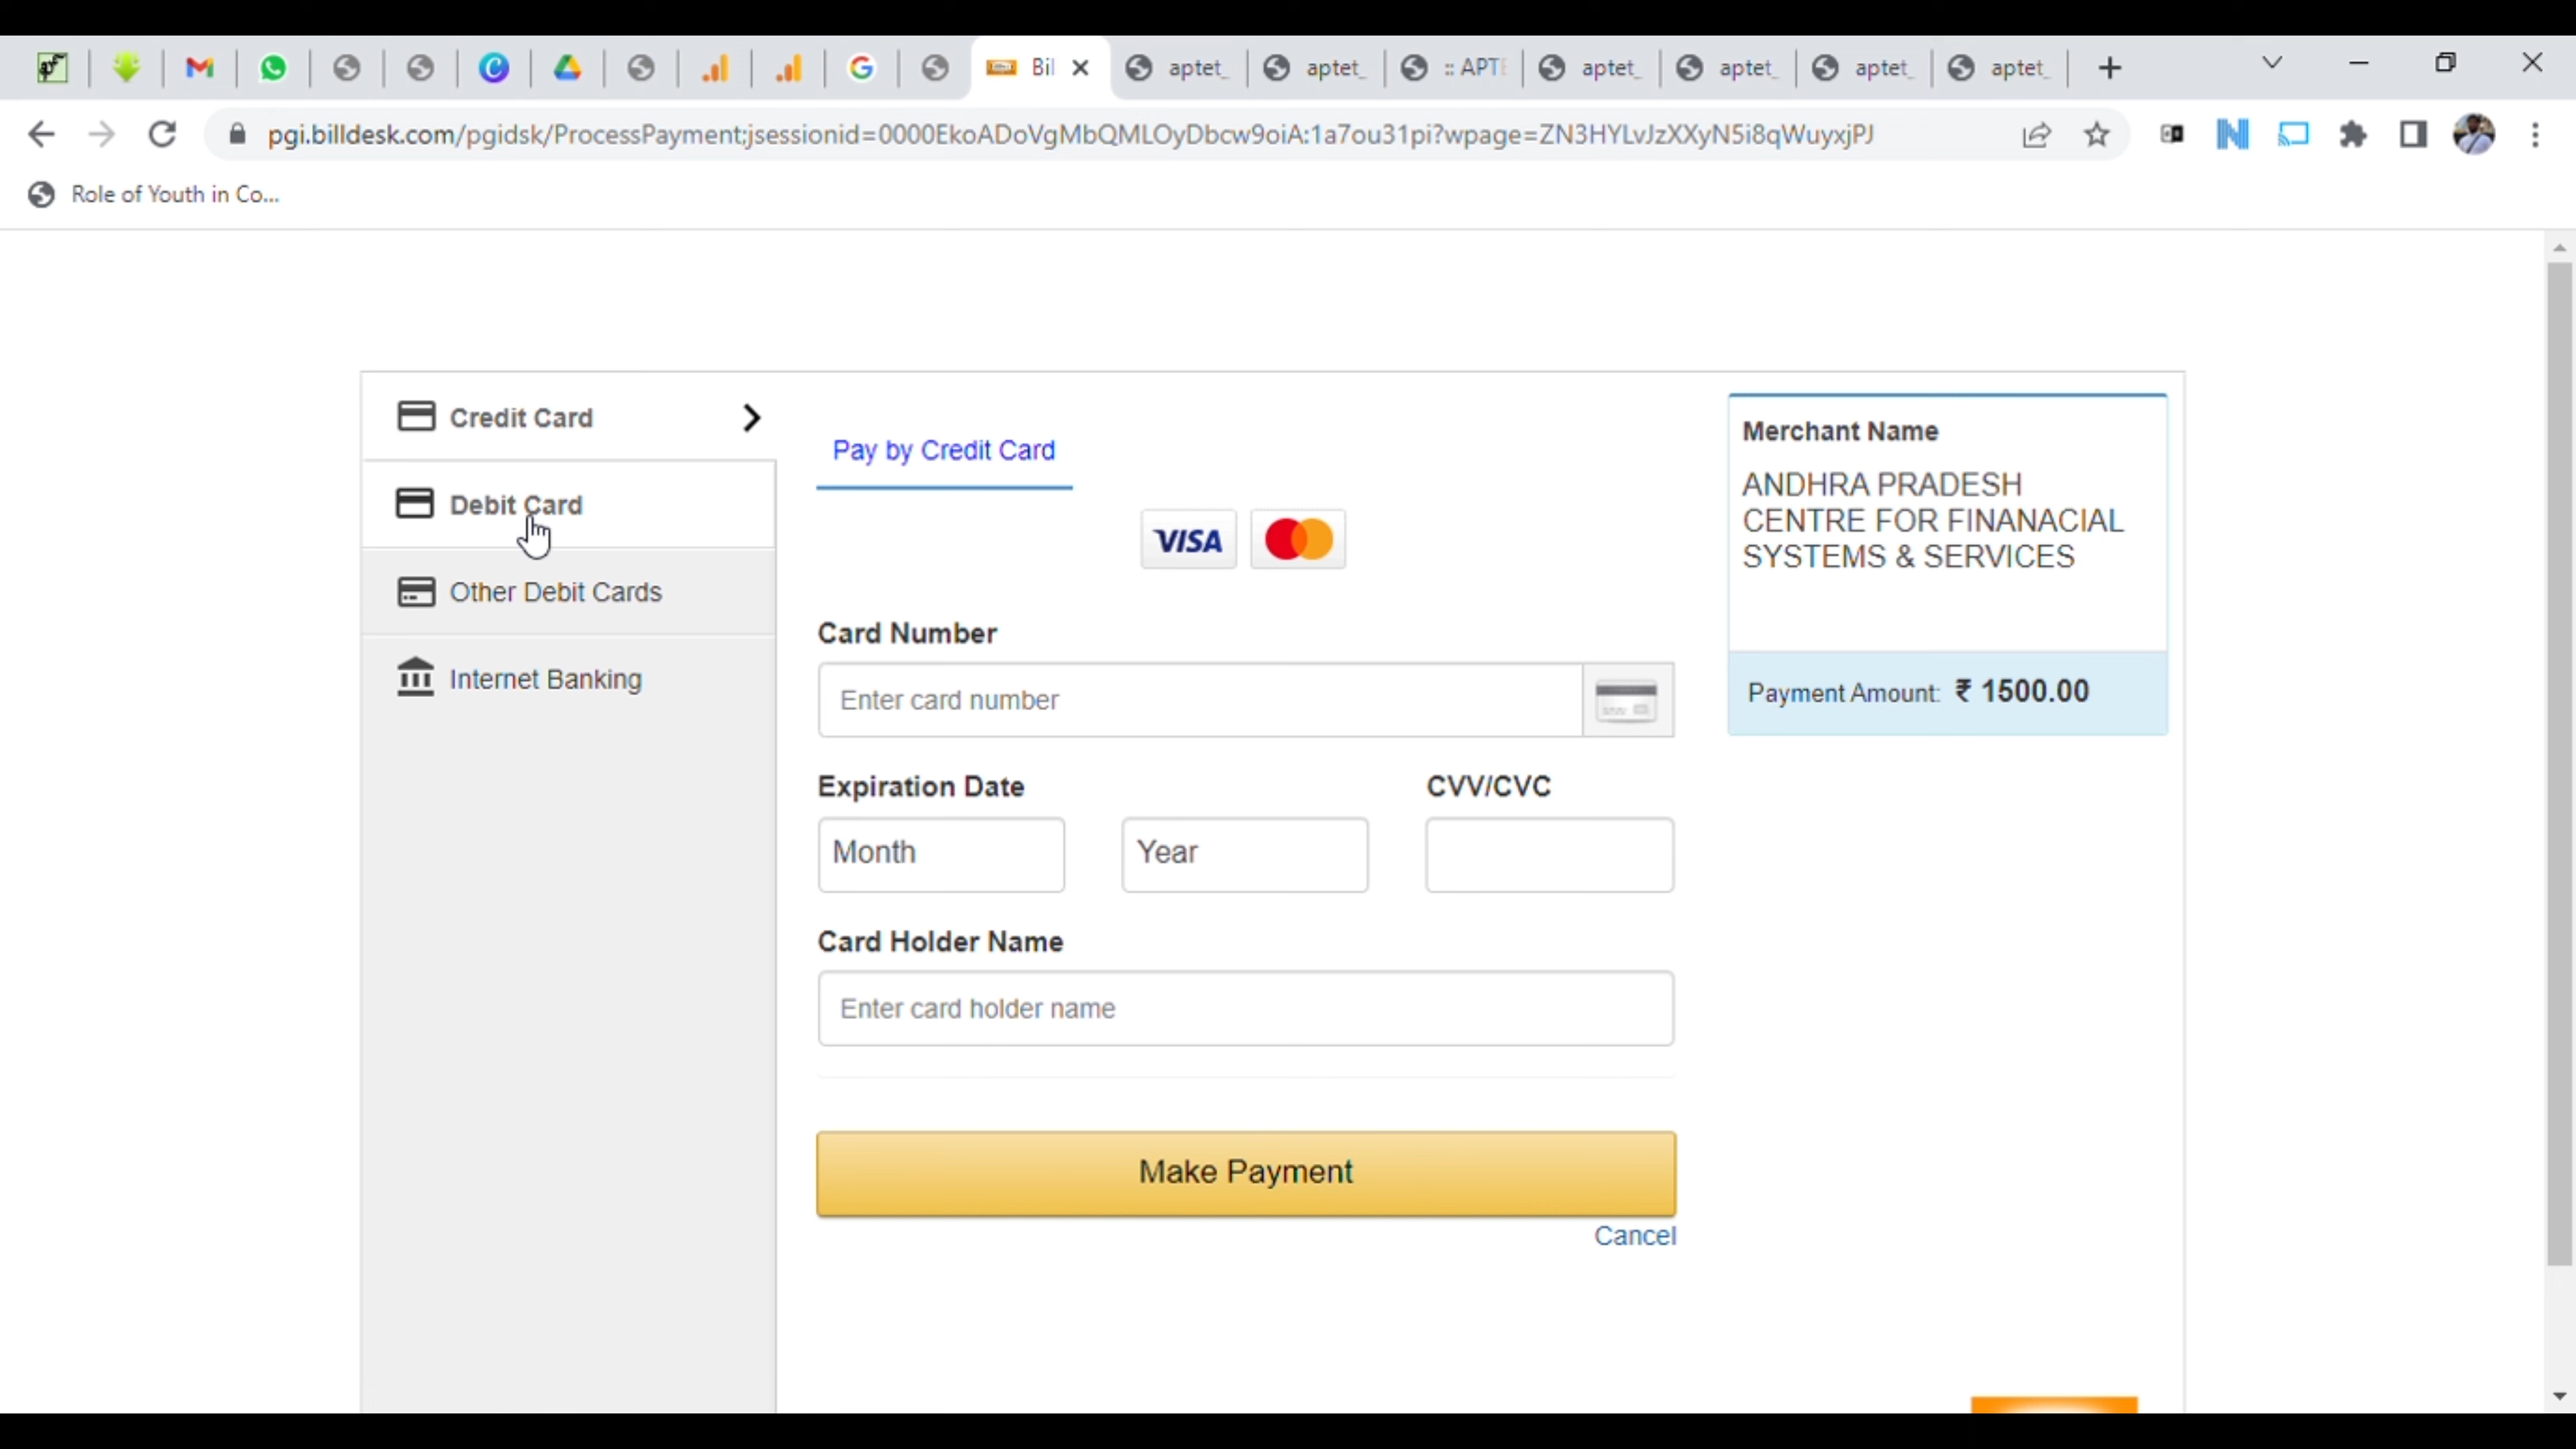 Bil
aptet_
aptet_
:: APTE
aptet_
aptet_
aptet_
aptet_
pgi.billdesk.com/pgidsk/ProcessPayment;jsessionid=0000EkoADoVgMbQMLOyDbcw9oiA:1a7ou31pi?wpage=ZN3HYLvJzXXyN5i8qWuyxjPJ
Role of Youth in Co...
Credit Card
Debit Card
Other Debit Cards
Internet Banking
Pay by Credit Card
VISA
Card Number
Enter card number
Expiration Date
CVV/CVC
Month
Year
Card Holder Name
Enter card holder name
Make Payment
Cancel
Merchant Name
ANDHRA PRADESH
CENTRE FOR FINANACIAL
SYSTEMS & SERVICES
Payment Amount: ₹ 1500.00